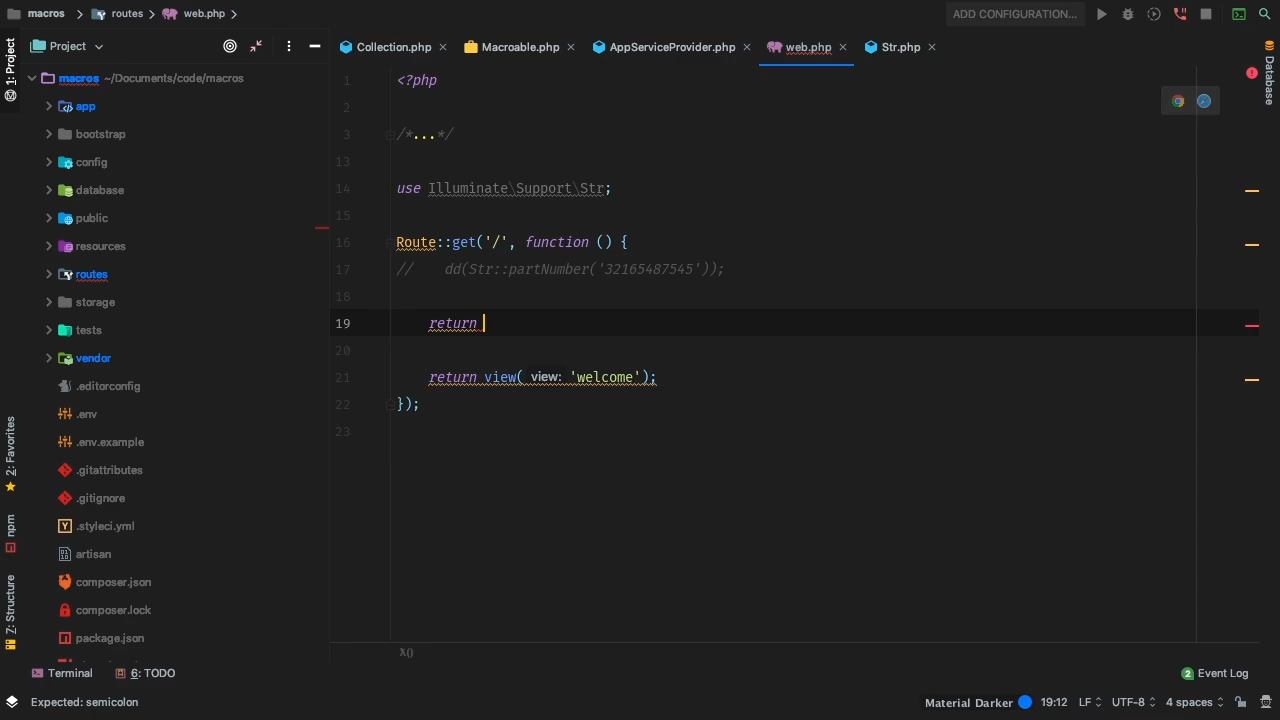 macros
routes
web.php
ADD CONFIGURATION...
1: Project
Project
Collection.php
Macroable.php
AppServiceProvider.php
web.php
Str.php
Database
macros ~/Documents/code/macros
app
bootstrap
config
database
public
resources
routes
storage
tests
vendor
.editorconfig
.env
.env.example
.gitattributes
.gitignore
.styleci.yml
artisan
composer.json
composer.lock
package.json
2: Favorites
npm
7: Structure
1 <?php
2
3 /*...*/
13
14 use Illuminate\Support\Str;
15
16 Route::get('/', function () {
17 //    dd(Str::partNumber('32165487545'));
18
19     return
20
21     return view( view: 'welcome');
22 });
23
λ()
Terminal
6: TODO
2 Event Log
Expected: semicolon
Material Darker
19:12
LF
UTF-8
4 spaces